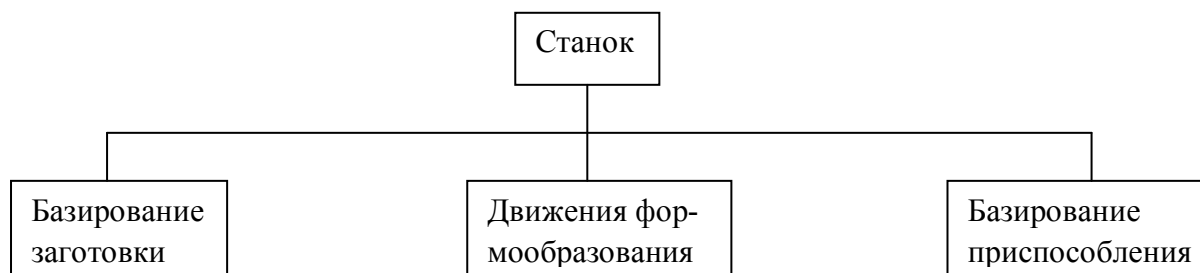 Станок
Базирование
заготовки
Движения фор-
мообразования
Базирование
приспособления